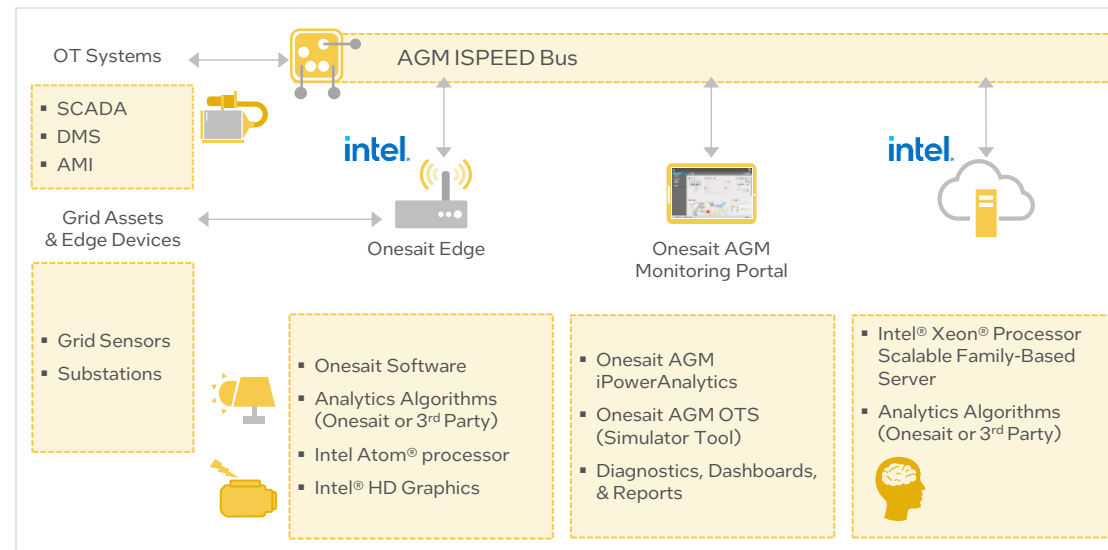 OT Systems
AGM ISPEED Bus
▪ SCADA
▪ DMS
▪ AMI
intel.
intel.
Grid Assets
& Edge Devices
Onesait Edge
Onesait AGM
Monitoring Portal
▪ Grid Sensors
▪ Substations
▪ Onesait Software
▪ Analytics Algorithms
(Onesait or 3rd Party)
▪ Intel Atom® processor
▪ Intel® HD Graphics
▪ Onesait AGM
iPowerAnalytics
▪ Onesait AGM OTS
(Simulator Tool)
▪ Diagnostics, Dashboards,
& Reports
▪ Intel® Xeon® Processor
Scalable Family-Based
Server
▪ Analytics Algorithms
(Onesait or 3rd Party)